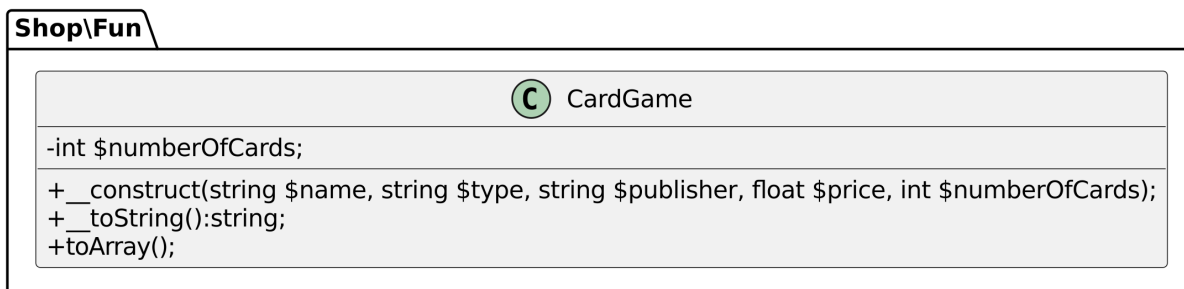 Shop\Fun
C CardGame
-int $numberOfCards;
+__construct(string $name, string $type, string $publisher, float $price, int $numberOfCards);
+__toString():string;
+toArray();